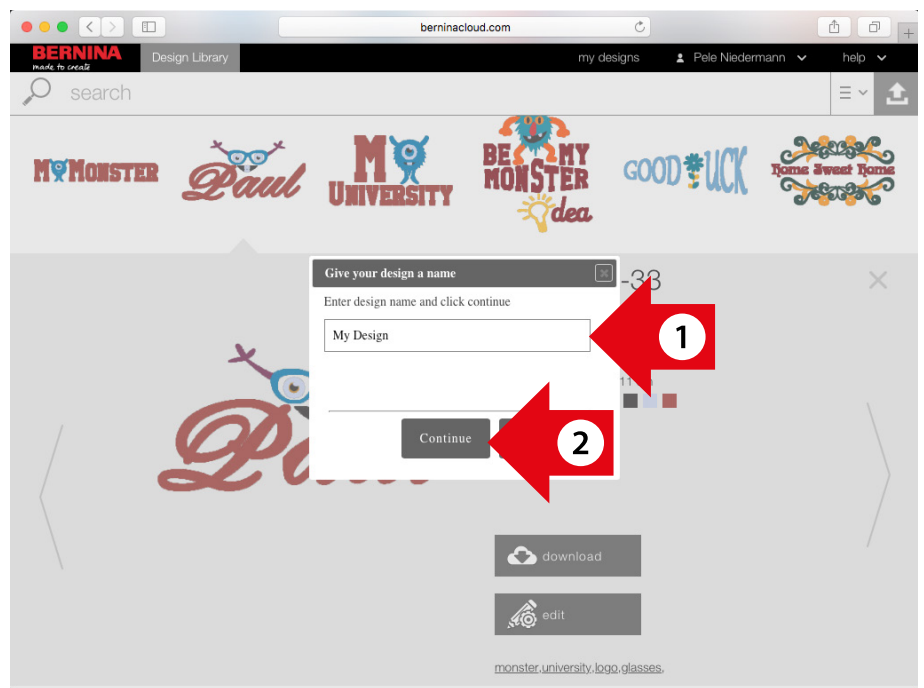 berninacloud.com
BERNINA
made to create
Design Library
my designs
Pele Niedermann
help
search
MY MONSTER
Paul
MY
UNIVERSITY
BE MY
MONSTER
idea
GOOD LUCK
Home Sweet Home
Give your design a name
-33
Enter design name and click continue
My Design
1
Continue
2
download
edit
monster,university,logo,glasses,